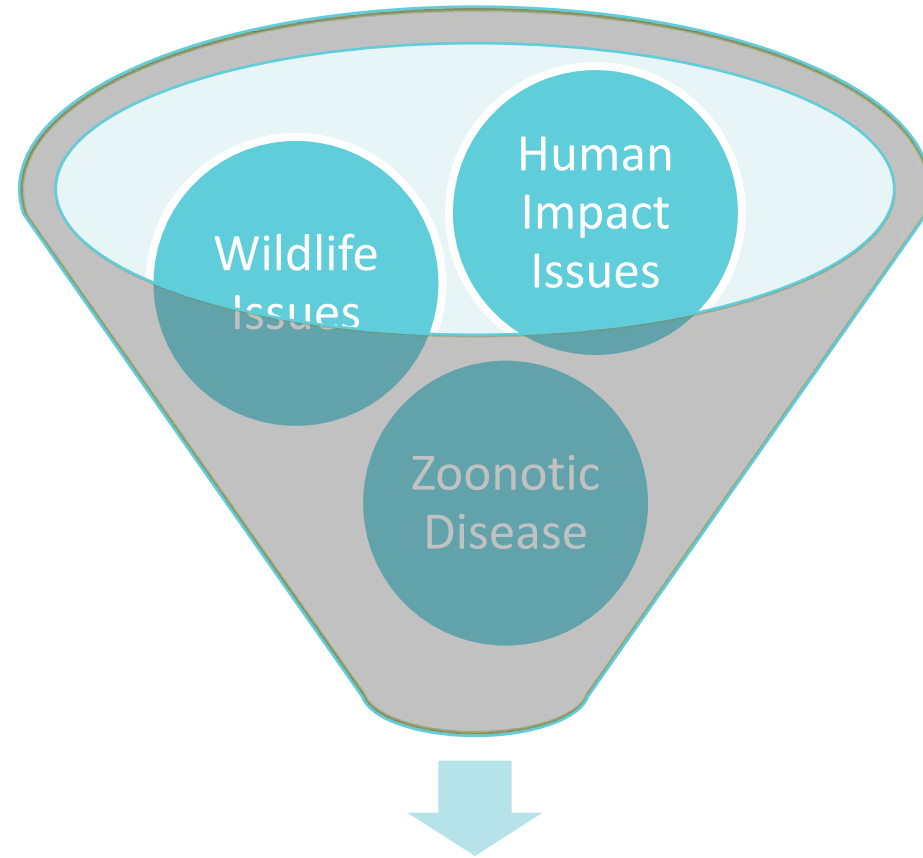 Wildlife
Issues
Human
Impact
Issues
Zoonotic
Disease